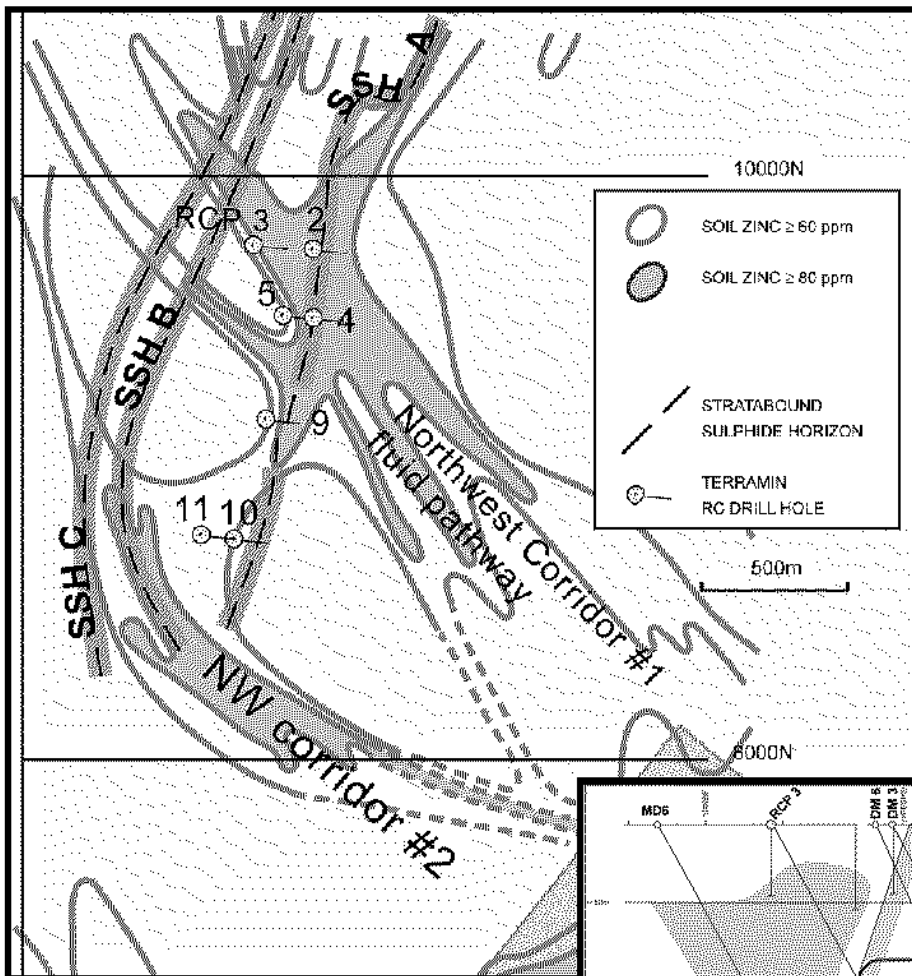 SSH A
10000N
RCP 3
2
5
4
SSH B
9
11
10
SSH C
Northwest Corridor #1
fluid pathway
NW corridor #2
SOIL ZINC ≥ 60 ppm
SOIL ZINC ≥ 80 ppm
STRATABOUND
SULPHIDE HORIZON
TERRAMIN
RC DRILL HOLE
500m
8000N
MD6
RCP 3
DM 6
DM 3